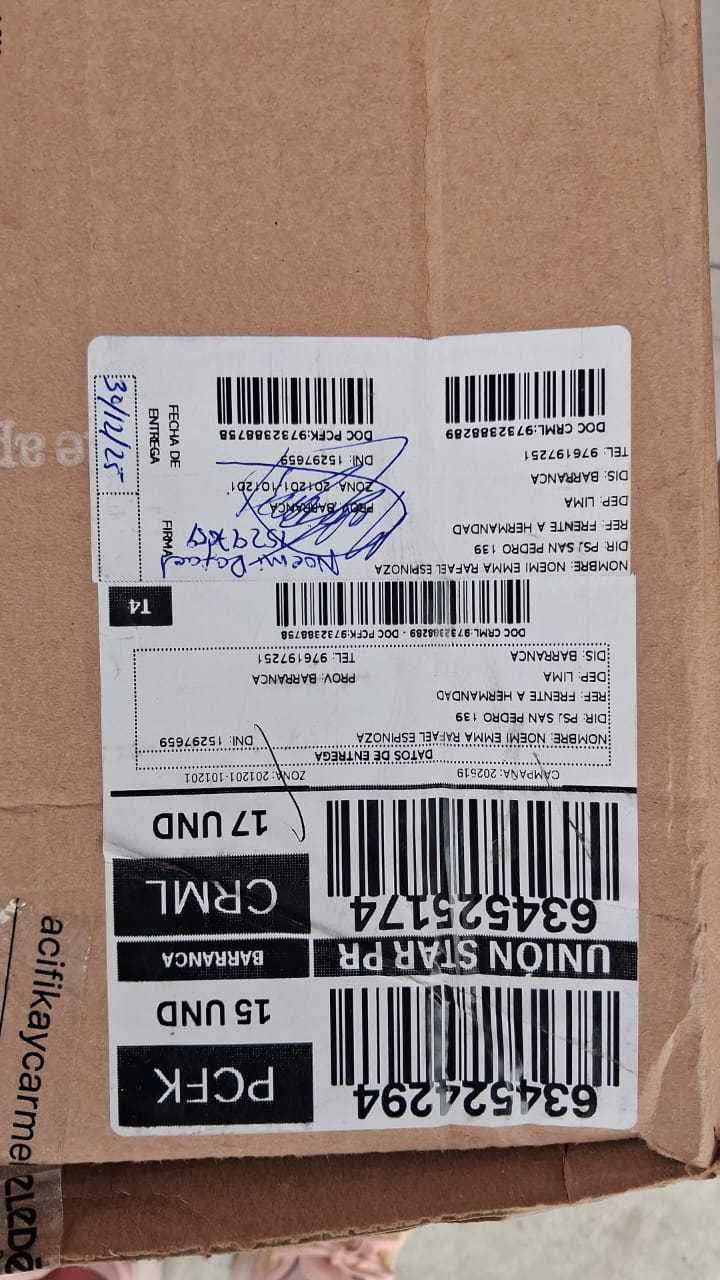 PCFK
15 UND
634524294
BARRANCA
UNIÓN STAR PR
CRML
17 UND
634525174
CAMPAÑA: 202519
ZONA: 201201-101201
DATOS DE ENTREGA
NOMBRE: NOEMI EMMA RAFAEL ESPINOZA
DNI: 15297659
DIR: PSJ SAN PEDRO 139
REF: FRENTE A HERMANDAD
DEP: LIMA
PROV: BARRANCA
DIS: BARRANCA
TEL: 976197251
DOC CRML:9732388289 - DOC PCFK:9732388758
T4
NOMBRE: NOEMI EMMA RAFAEL ESPINOZA
DIR: PSJ SAN PEDRO 139
REF: FRENTE A HERMANDAD
DEP: LIMA
PROV: BARRANCA
DIS: BARRANCA
ZONA: 201201-101201
TEL: 976197251
DNI: 15297659
DOC CRML:9732388289
DOC PCFK:9732388758
Noemi Rafael
FIRMA
FECHA DE
ENTREGA
acifikaycarme